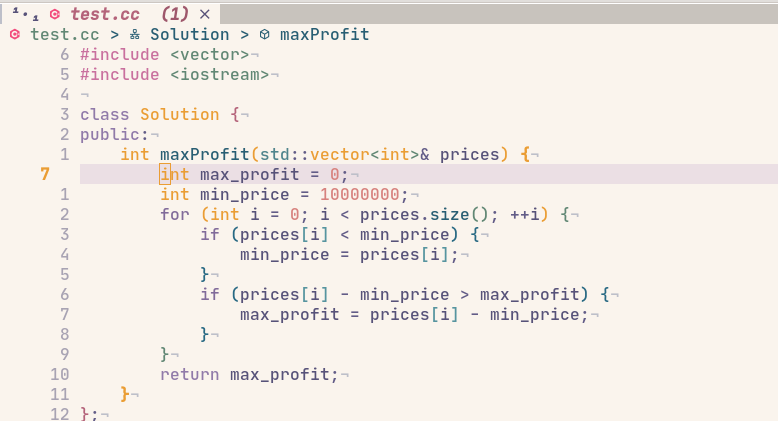 test.cc (1) ×
test.cc > Solution > maxProfit
6 #include <vector>¬
5 #include <iostream>¬
4 ¬
3 class Solution {¬
2 public:¬
1     int maxProfit(std::vector<int>& prices) {¬
7         int max_profit = 0;¬
1         int min_price = 10000000;¬
2         for (int i = 0; i < prices.size(); ++i) {¬
3             if (prices[i] < min_price) {¬
4                 min_price = prices[i];¬
5             }¬
6             if (prices[i] - min_price > max_profit) {¬
7                 max_profit = prices[i] - min_price;¬
8             }¬
9         }¬
10         return max_profit;¬
11     }¬
12 };¬